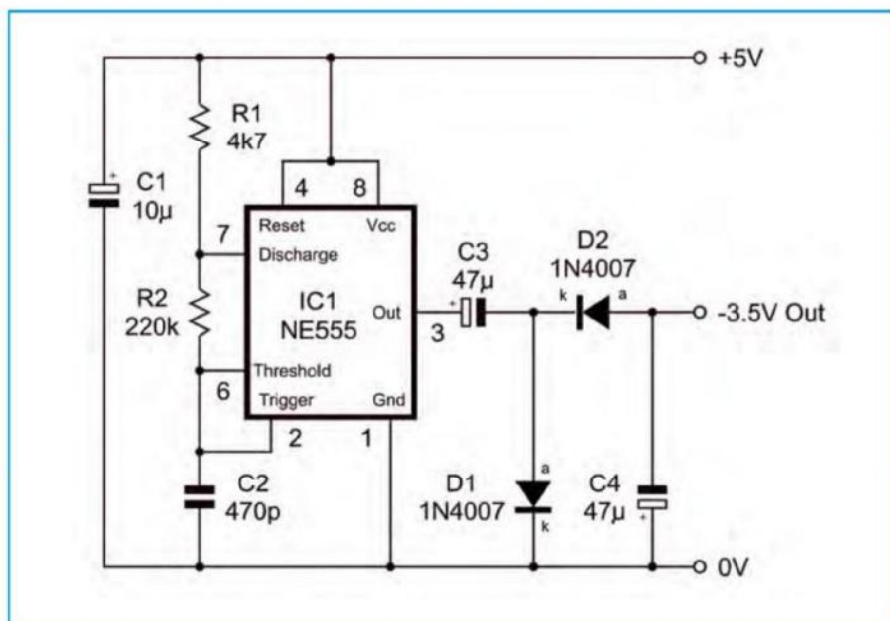 +5V
R1
4k7
+
C1
10µ
4
8
Reset
Vcc
7
Discharge
C3
47µ
D2
1N4007
R2
220k
IC1
NE555
Out
+
k
a
-3.5V Out
3
Threshold
6
Trigger
Gnd
2
1
C2
470p
D1
1N4007
a
k
C4
47µ
+
0V